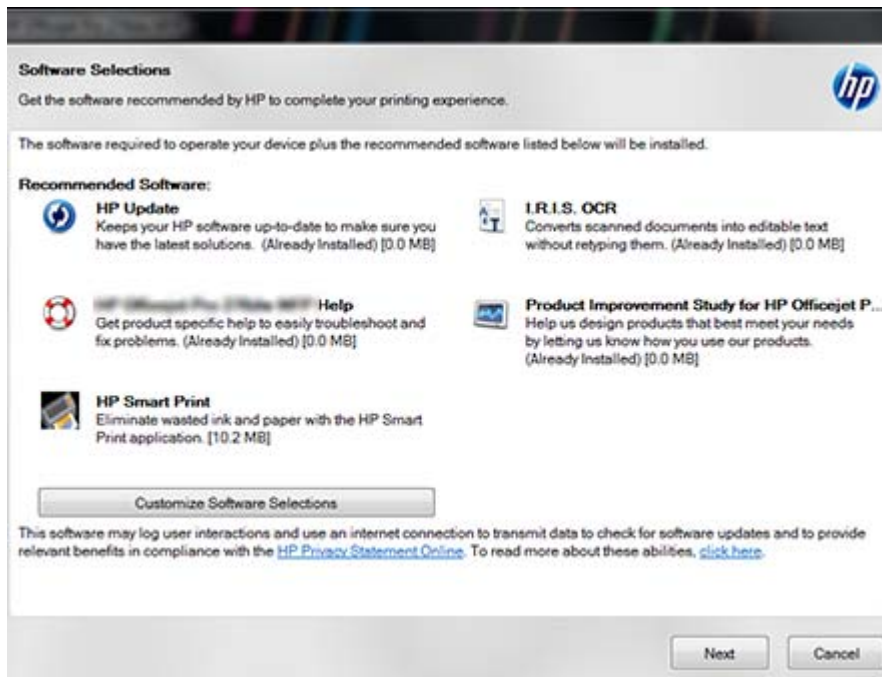 Software Selections
Get the software recommended by HP to complete your printing experience.
hp
The software required to operate your device plus the recommended software listed below will be installed.
Recommended Software:
HP Update
Keeps your HP software up-to-date to make sure you
have the latest solutions. (Already Installed) [0.0 MB]
I.R.I.S. OCR
Converts scanned documents into editable text
without retyping them. (Already Installed) [0.0 MB]
Help
Get product specific help to easily troubleshoot and
fix problems. (Already Installed) [0.0 MB]
Product Improvement Study for HP Officejet P...
Help us design products that best meet your needs
by letting us know how you use our products.
(Already Installed) [0.0 MB]
HP Smart Print
Eliminate wasted ink and paper with the HP Smart
Print application. [10.2 MB]
Customize Software Selections
This software may log user interactions and use an internet connection to transmit data to check for software updates and to provide
relevant benefits in compliance with the HP Privacy Statement Online. To read more about these abilities, click here.
Next
Cancel